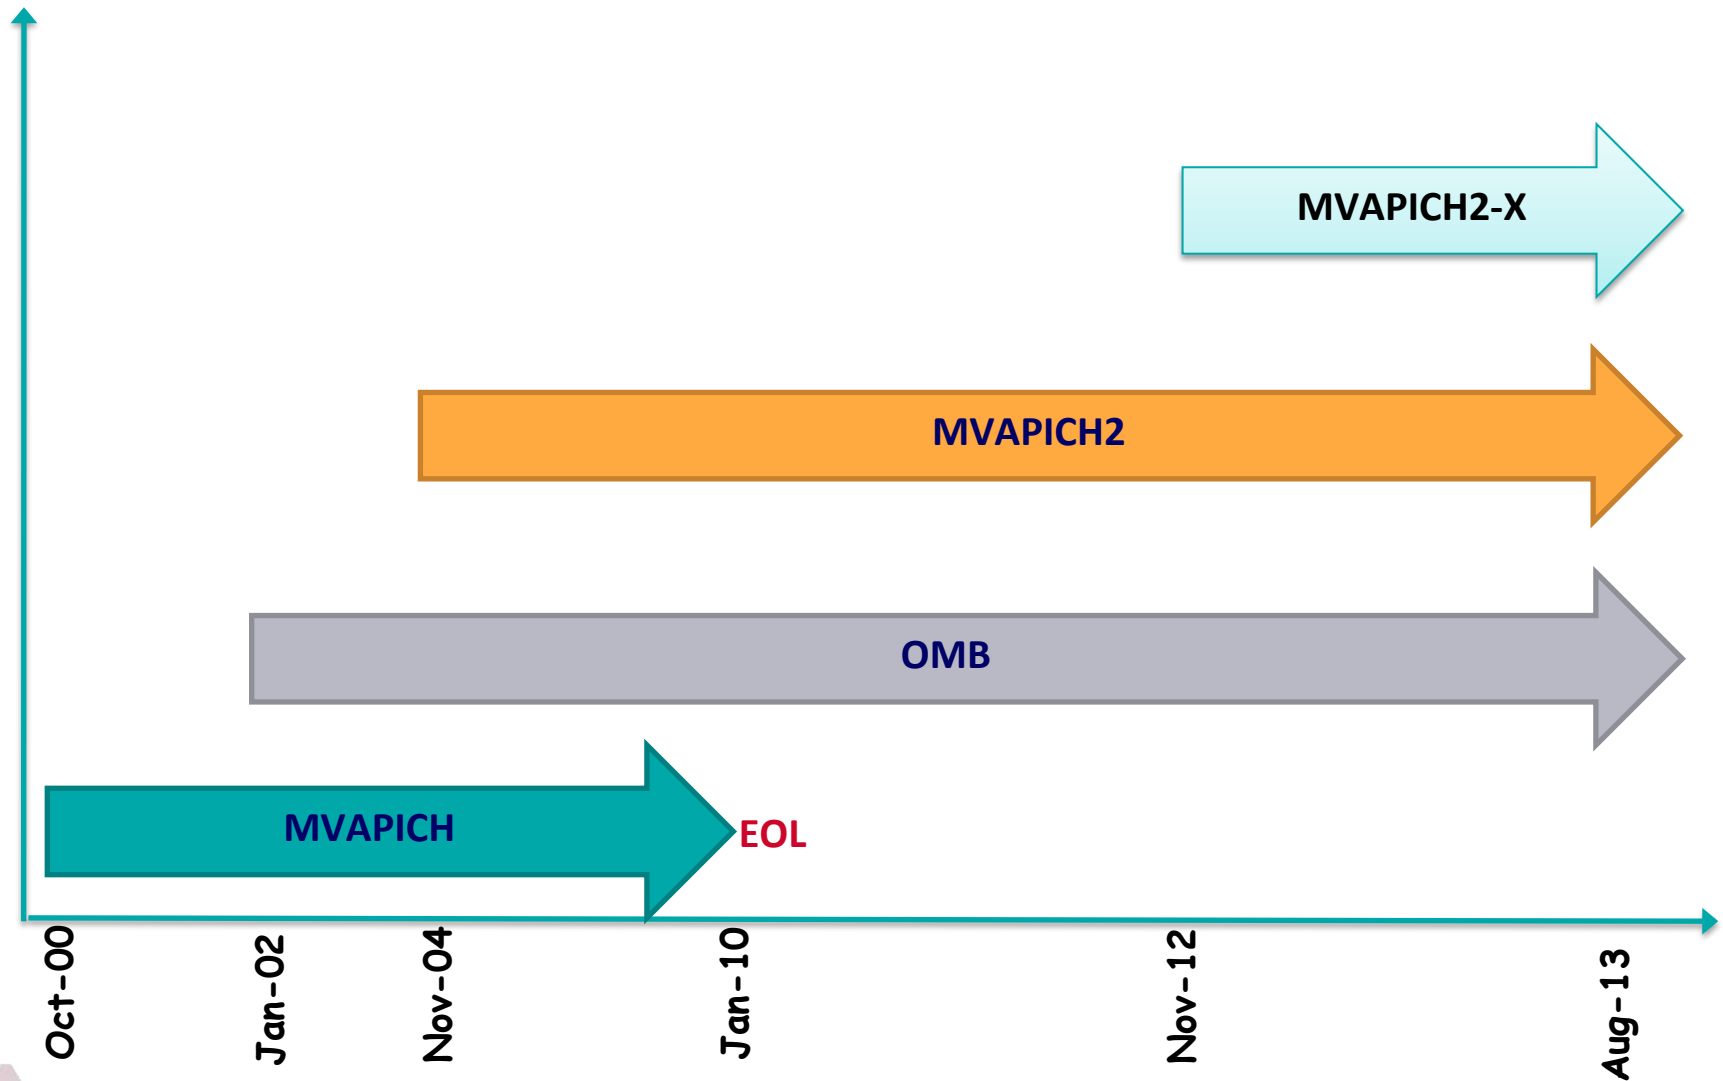 MVAPICH2-X
MVAPICH2
OMB
MVAPICH
EOL
Oct-00
Jan-02
Nov-04
Jan-10
Nov-12
Aug-13